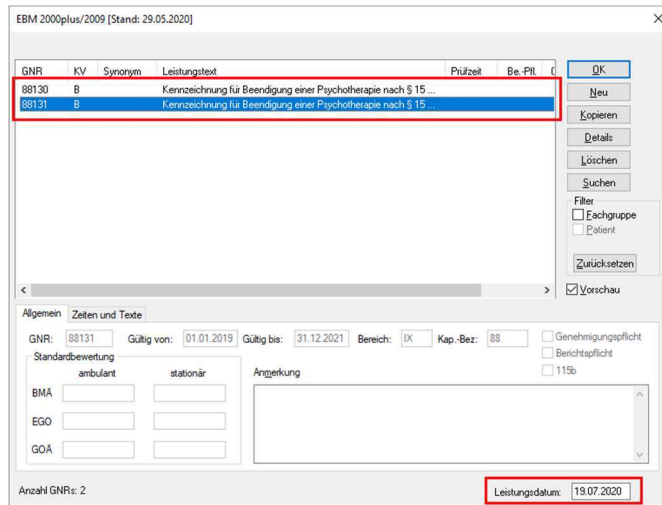 EBM 2000plus/2009 [Stand: 29.05.2020]
GNR KV Synonym Leistungstext Prüfzeit Be.-Pfl.
88130 B Kennzeichnung für Beendigung einer Psychotherapie nach § 15 ...
88131 B Kennzeichnung für Beendigung einer Psychotherapie nach § 15 ...
OK
Neu
Kopieren
Details
Löschen
Suchen
Filter
Fachgruppe
Patient
Zurücksetzen
Vorschau
Allgemein Zeiten und Texte
GNR: 88131 Gültig von: 01.01.2019 Gültig bis: 31.12.2021 Bereich: IX Kap.-Bez: 88 Genehmigungspflicht
Berichtspflicht
115b
Standardbewertung
ambulant stationär Anmerkung
BMÄ
EGO
GOÄ
Anzahl GNRs: 2 Leistungsdatum: 19.07.2020